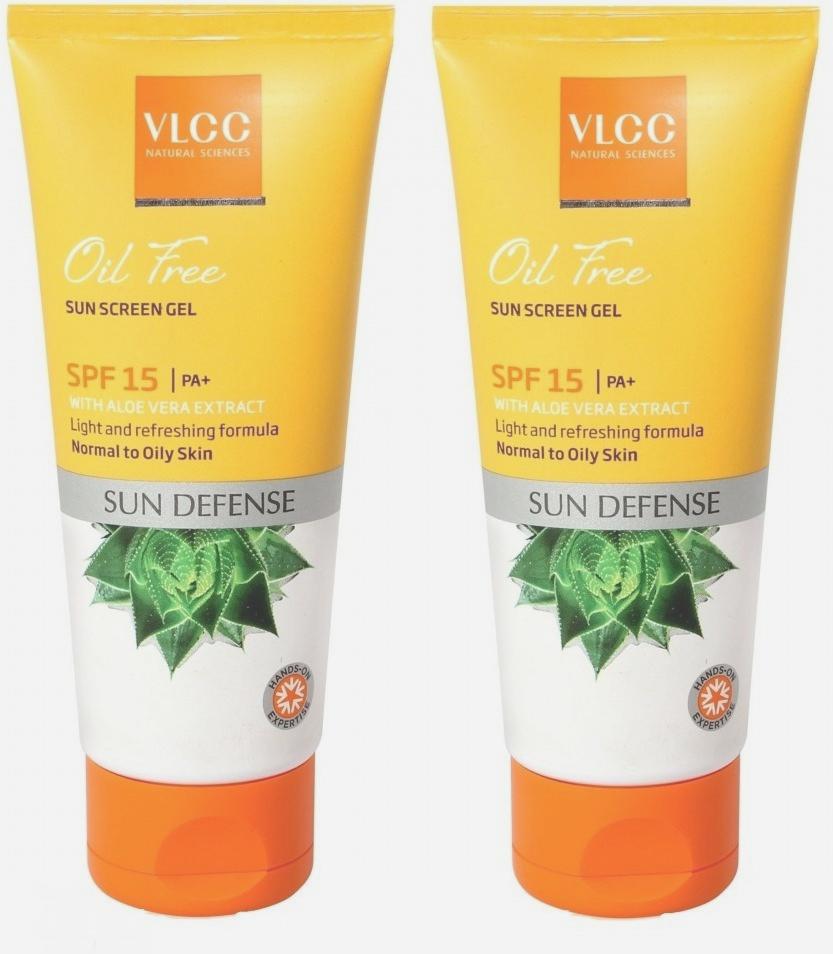 VLCC
NATURAL SCIENCES
Oil Free
SUN SCREEN GEL
SPF 15 | PA+
WITH ALOE VERA EXTRACT
Light and refreshing formula
Normal to Oily Skin
SUN DEFENSE
HANDS-ON
EXPERTISE
VLCC
NATURAL SCIENCES
Oil Free
SUN SCREEN GEL
SPF 15 | PA+
WITH ALOE VERA EXTRACT
Light and refreshing formula
Normal to Oily Skin
SUN DEFENSE
HANDS-ON
EXPERTISE